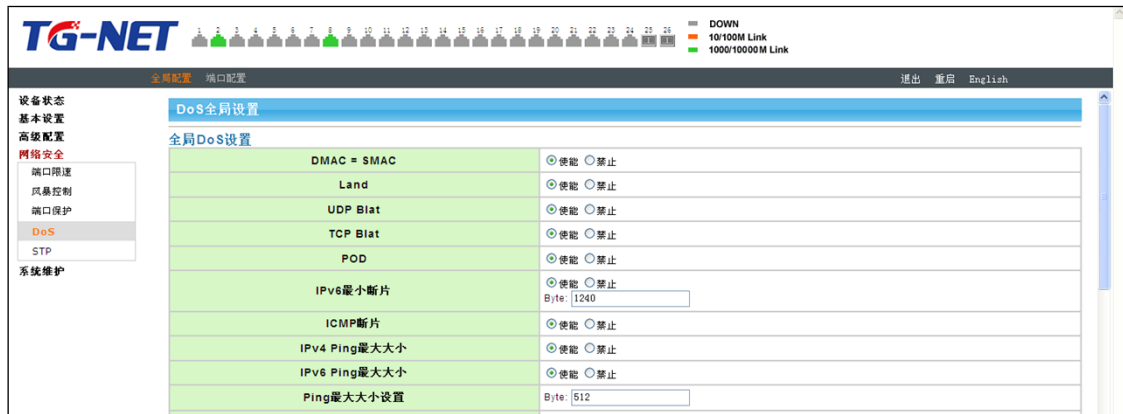 TG-NET
1 2 3 4 5 6 7 8 9 10 11 12 13 14 15 16 17 18 19 20 21 22 23 24 25 26
DOWN
10/100M Link
1000/10000M Link
全局配置 端口配置 退出 重启 English
设备状态
基本设置
高级配置
网络安全
端口限速
风暴控制
端口保护
DoS
STP
系统维护
DoS全局设置
全局DoS设置
DMAC = SMAC 使能 禁止
Land 使能 禁止
UDP Blat 使能 禁止
TCP Blat 使能 禁止
POD 使能 禁止
IPv6最小断片 使能 禁止
Byte: 1240
ICMP断片 使能 禁止
IPv4 Ping最大大小 使能 禁止
IPv6 Ping最大大小 使能 禁止
Ping最大大小设置 Byte: 512